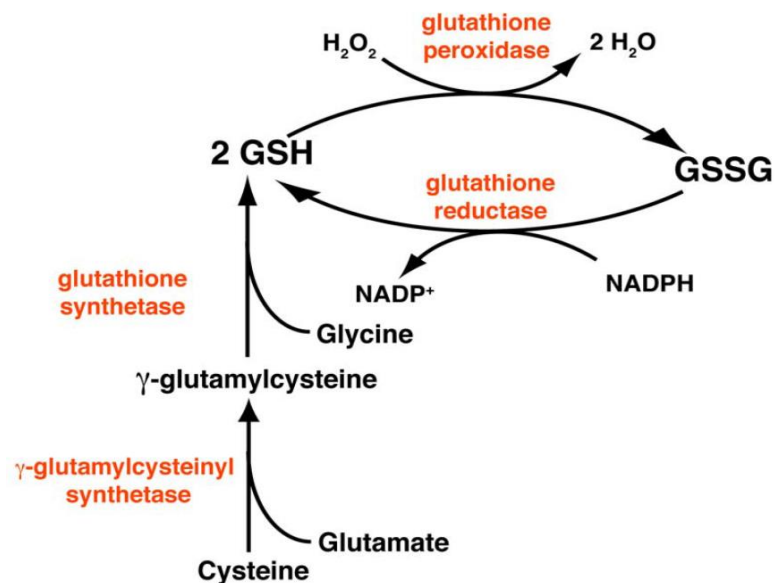 glutathione
peroxidase
H₂O₂
2 H₂O
2 GSH
GSSG
glutathione
reductase
NADP⁺
NADPH
glutathione
synthetase
Glycine
γ-glutamylcysteine
γ-glutamylcysteinyl
synthetase
Glutamate
Cysteine